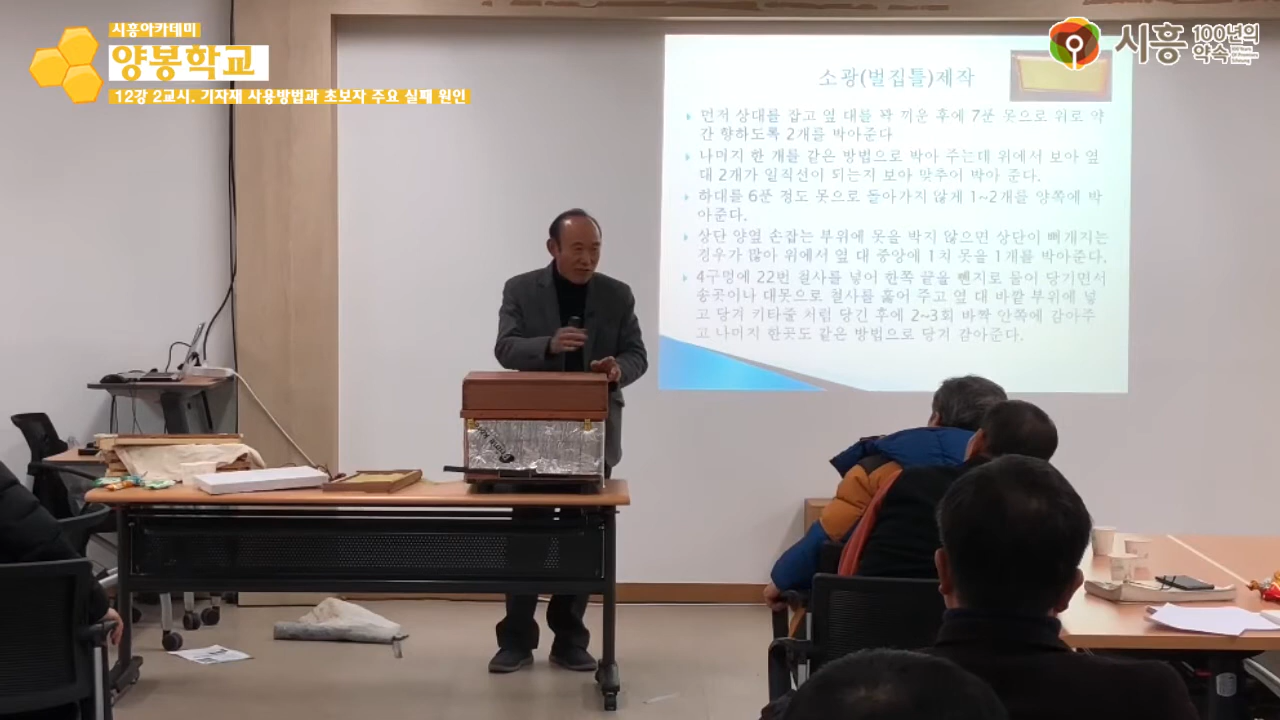 시흥아카데미
양봉학교
12강 2교시. 기자재 사용방법과 초보자 주요 실패 원인
시흥 100년의
약속
소광(벌집틀)제작
먼저 상대를 잡고 옆 대를 꽉 끼운 후에 7푼 못으로 위로 약
간 향하도록 2개를 박아준다
나머지 한 개를 같은 방법으로 박아 주는데 위에서 보아 옆
대 2개가 일직선이 되는지 보아 맞추어 박아 준다.
하대를 6푼 정도 못으로 돌아가지 않게 1~2개를 양쪽에 박
아준다.
상단 양옆 손잡는 부위에 못을 박지 않으면 상단이 뻐개지는
경우가 많아 위에서 옆 대 중앙에 1치 못을 1개를 박아준다.
4구멍에 22번 철사를 넣어 한쪽 끝을 뺀지로 물어 당기면서
송곳이나 대못으로 철사를 훑어 주고 옆 대 바깥 부위에 넣
고 당겨 키타줄 처럼 당긴 후에 2~3회 바짝 안쪽에 감아주
고 나머지 한곳도 같은 방법으로 당겨 감아준다.